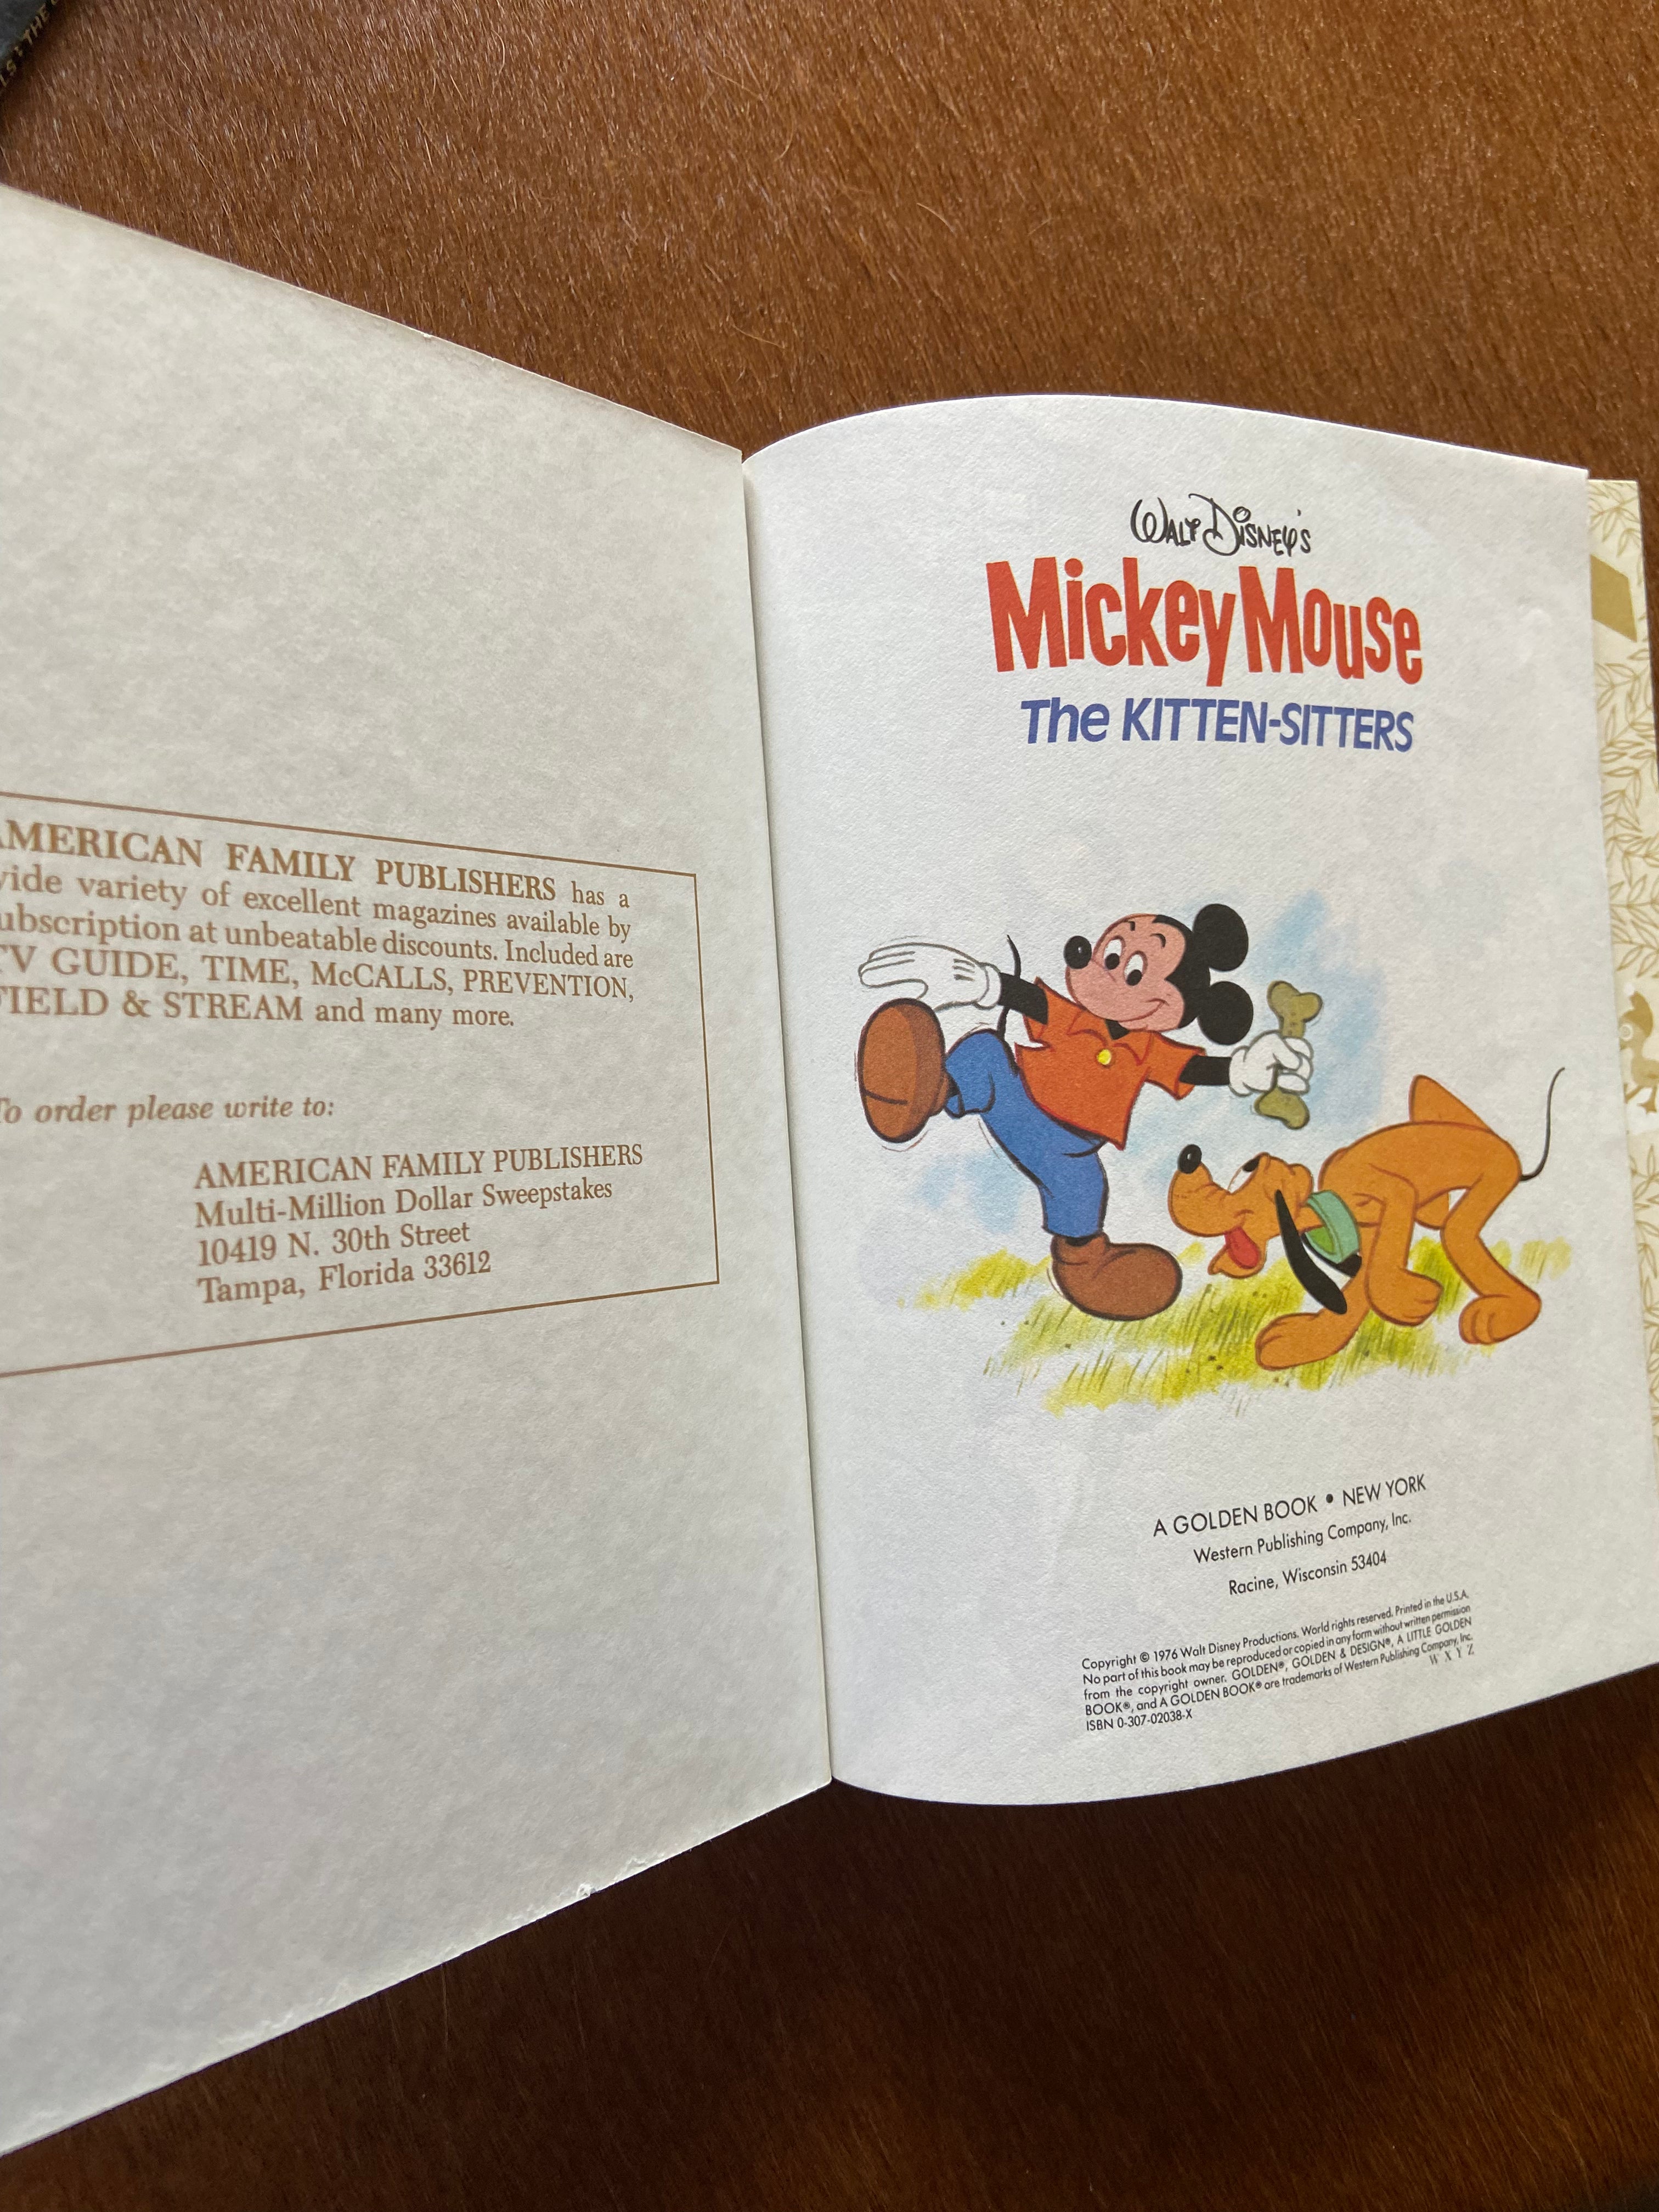 AMERICAN FAMILY PUBLISHERS has a
wide variety of excellent magazines available by
subscription at unbeatable discounts. Included are
TV GUIDE, TIME, McCALLS, PREVENTION,
FIELD & STREAM and many more.
To order please write to:
AMERICAN FAMILY PUBLISHERS
Multi-Million Dollar Sweepstakes
10419 N. 30th Street
Tampa, Florida 33612
WALT DISNEY'S
Mickey Mouse
The KITTEN-SITTERS
A GOLDEN BOOK • NEW YORK
Western Publishing Company, Inc.
Racine, Wisconsin 53404
Copyright © 1976 Walt Disney Productions. World rights reserved. Printed in the U.S.A.
No part of this book may be reproduced or copied in any form without written permission
from the copyright owner. GOLDEN®, GOLDEN & DESIGN®, A LITTLE GOLDEN
BOOK®, and A GOLDEN BOOK® are trademarks of Western Publishing Company, Inc.
ISBN 0-307-02038-X
W X Y Z